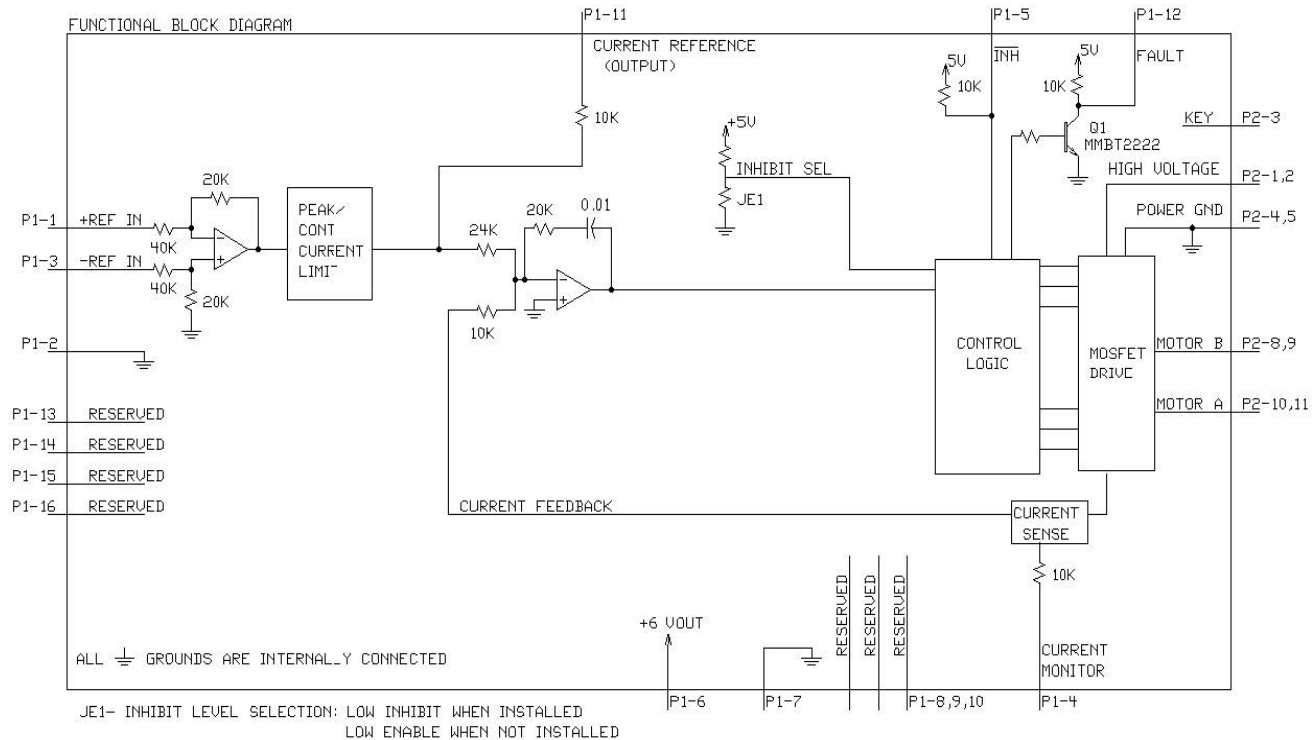 FUNCTIONAL BLOCK DIAGRAM
P1-11
P1-5
P1-12
CURRENT REFERENCE
(OUTPUT)
INH
FAULT
5V
10K
5V
10K
10K
KEY
P2-3
Q1
MMBT2222
+5V
INHIBIT SEL
JE1
HIGH VOLTAGE
P2-1,2
POWER GND
P2-4,5
P1-1
+REF IN
20K
40K
P1-3
-REF IN
40K
20K
PEAK/
CONT
CURRENT
LIMI
24K
20K
0.01
10K
P1-2
CONTROL
LOGIC
MOSFET
DRIVE
MOTOR B
P2-8,9
MOTOR A
P2-10,11
P1-13
RESERVED
P1-14
RESERVED
P1-15
RESERVED
P1-16
RESERVED
CURRENT FEEDBACK
CURRENT
SENSE
10K
RESERVED
RESERVED
RESERVED
+6 VOUT
CURRENT
MONITOR
ALL GROUNDS ARE INTERNAL_Y CONNECTED
P1-6
P1-7
P1-8,9,10
P1-4
JE1- INHIBIT LEVEL SELECTION: LOW INHIBIT WHEN INSTALLED
LOW ENABLE WHEN NOT INSTALLED